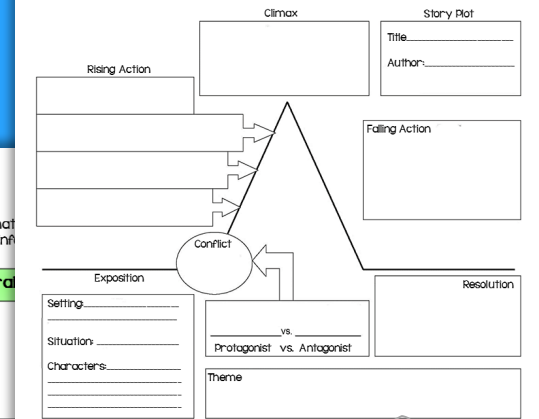 Climax
Story Plot
Title
Author:
Rising Action
Falling Action
Conflict
Exposition
Resolution
Setting:
vs.
Situation:
Protagonist vs. Antagonist
Characters:
Theme